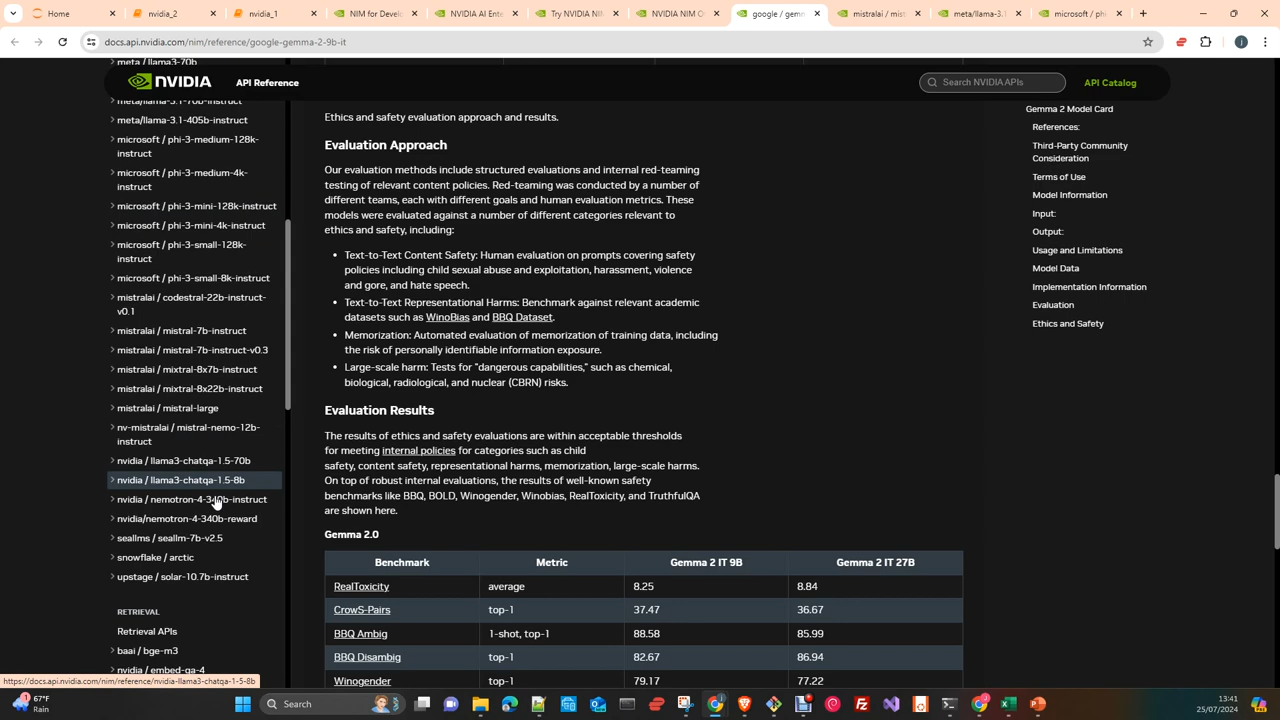 Home
nvidia_2
nvidia_1
NIM for Develo
NVIDIA AI Ente
Try NVIDIA NIM
NVIDIA NIM O
google / gemm
mistralai / mist
meta/llama-3.1
microsoft / phi
docs.api.nvidia.com/nim/reference/google-gemma-2-9b-it
meta / llama3-70b
NVIDIA
API Reference
Search NVIDIA APIs
API Catalog
meta/llama-3.1-70b-instruct
meta/llama-3.1-405b-instruct
microsoft / phi-3-medium-128k-
instruct
microsoft / phi-3-medium-4k-
instruct
microsoft / phi-3-mini-128k-instruct
microsoft / phi-3-mini-4k-instruct
microsoft / phi-3-small-128k-
instruct
microsoft / phi-3-small-8k-instruct
mistralai / codestral-22b-instruct-
v0.1
mistralai / mistral-7b-instruct
mistralai / mistral-7b-instruct-v0.3
mistralai / mixtral-8x7b-instruct
mistralai / mixtral-8x22b-instruct
mistralai / mistral-large
nv-mistralai / mistral-nemo-12b-
instruct
nvidia / llama3-chatqa-1.5-70b
nvidia / llama3-chatqa-1.5-8b
nvidia / nemotron-4-340b-instruct
nvidia/nemotron-4-340b-reward
seallms / seallm-7b-v2.5
snowflake / arctic
upstage / solar-10.7b-instruct
RETRIEVAL
Retrieval APIs
baai / bge-m3
nvidia / embed-qa-4
https://docs.api.nvidia.com/nim/reference/nvidia-llama3-chatqa-1-5-8b
Ethics and safety evaluation approach and results.
Evaluation Approach
Our evaluation methods include structured evaluations and internal red-teaming
testing of relevant content policies. Red-teaming was conducted by a number of
different teams, each with different goals and human evaluation metrics. These
models were evaluated against a number of different categories relevant to
ethics and safety, including:
• Text-to-Text Content Safety: Human evaluation on prompts covering safety
policies including child sexual abuse and exploitation, harassment, violence
and gore, and hate speech.
• Text-to-Text Representational Harms: Benchmark against relevant academic
datasets such as WinoBias and BBQ Dataset.
• Memorization: Automated evaluation of memorization of training data, including
the risk of personally identifiable information exposure.
• Large-scale harm: Tests for "dangerous capabilities," such as chemical,
biological, radiological, and nuclear (CBRN) risks.
Evaluation Results
The results of ethics and safety evaluations are within acceptable thresholds
for meeting internal policies for categories such as child
safety, content safety, representational harms, memorization, large-scale harms.
On top of robust internal evaluations, the results of well-known safety
benchmarks like BBQ, BOLD, Winogender, Winobias, RealToxicity, and TruthfulQA
are shown here.
Gemma 2.0
Benchmark Metric Gemma 2 IT 9B Gemma 2 IT 27B
RealToxicity average 8.25 8.84
CrowS-Pairs top-1 37.47 36.67
BBQ Ambig 1-shot, top-1 88.58 85.99
BBQ Disambig top-1 82.67 86.94
Winogender top-1 79.17 77.22
Gemma 2 Model Card
References:
Third-Party Community
Consideration
Terms of Use
Model Information
Input:
Output:
Usage and Limitations
Model Data
Implementation Information
Evaluation
Ethics and Safety
67°F
Rain
Search
13:41
25/07/2024